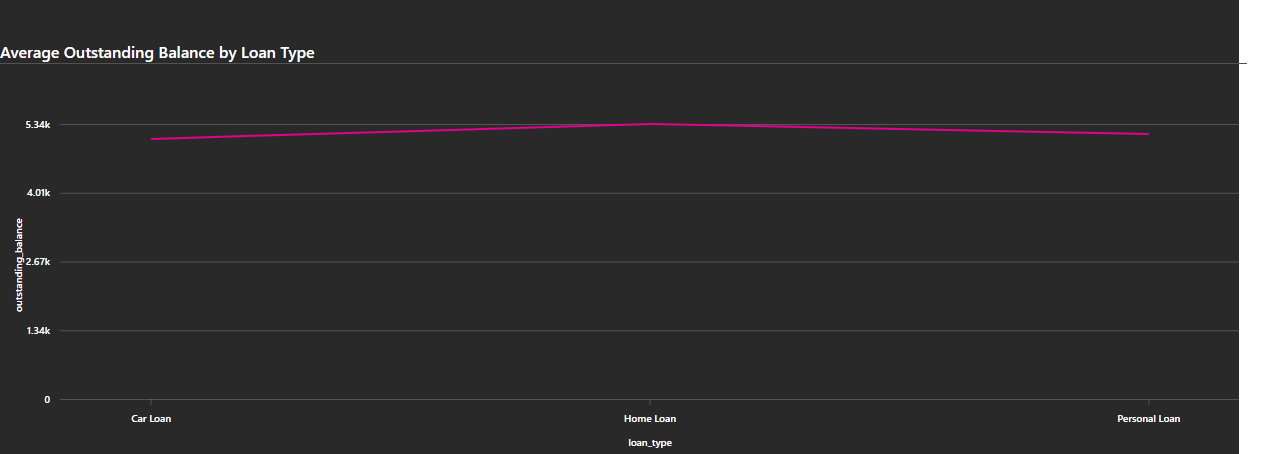 Average Outstanding Balance by Loan Type
5.34k
4.01k
outstanding_balance
2.67k
1.34k
0
Car Loan
Home Loan
Personal Loan
loan_type